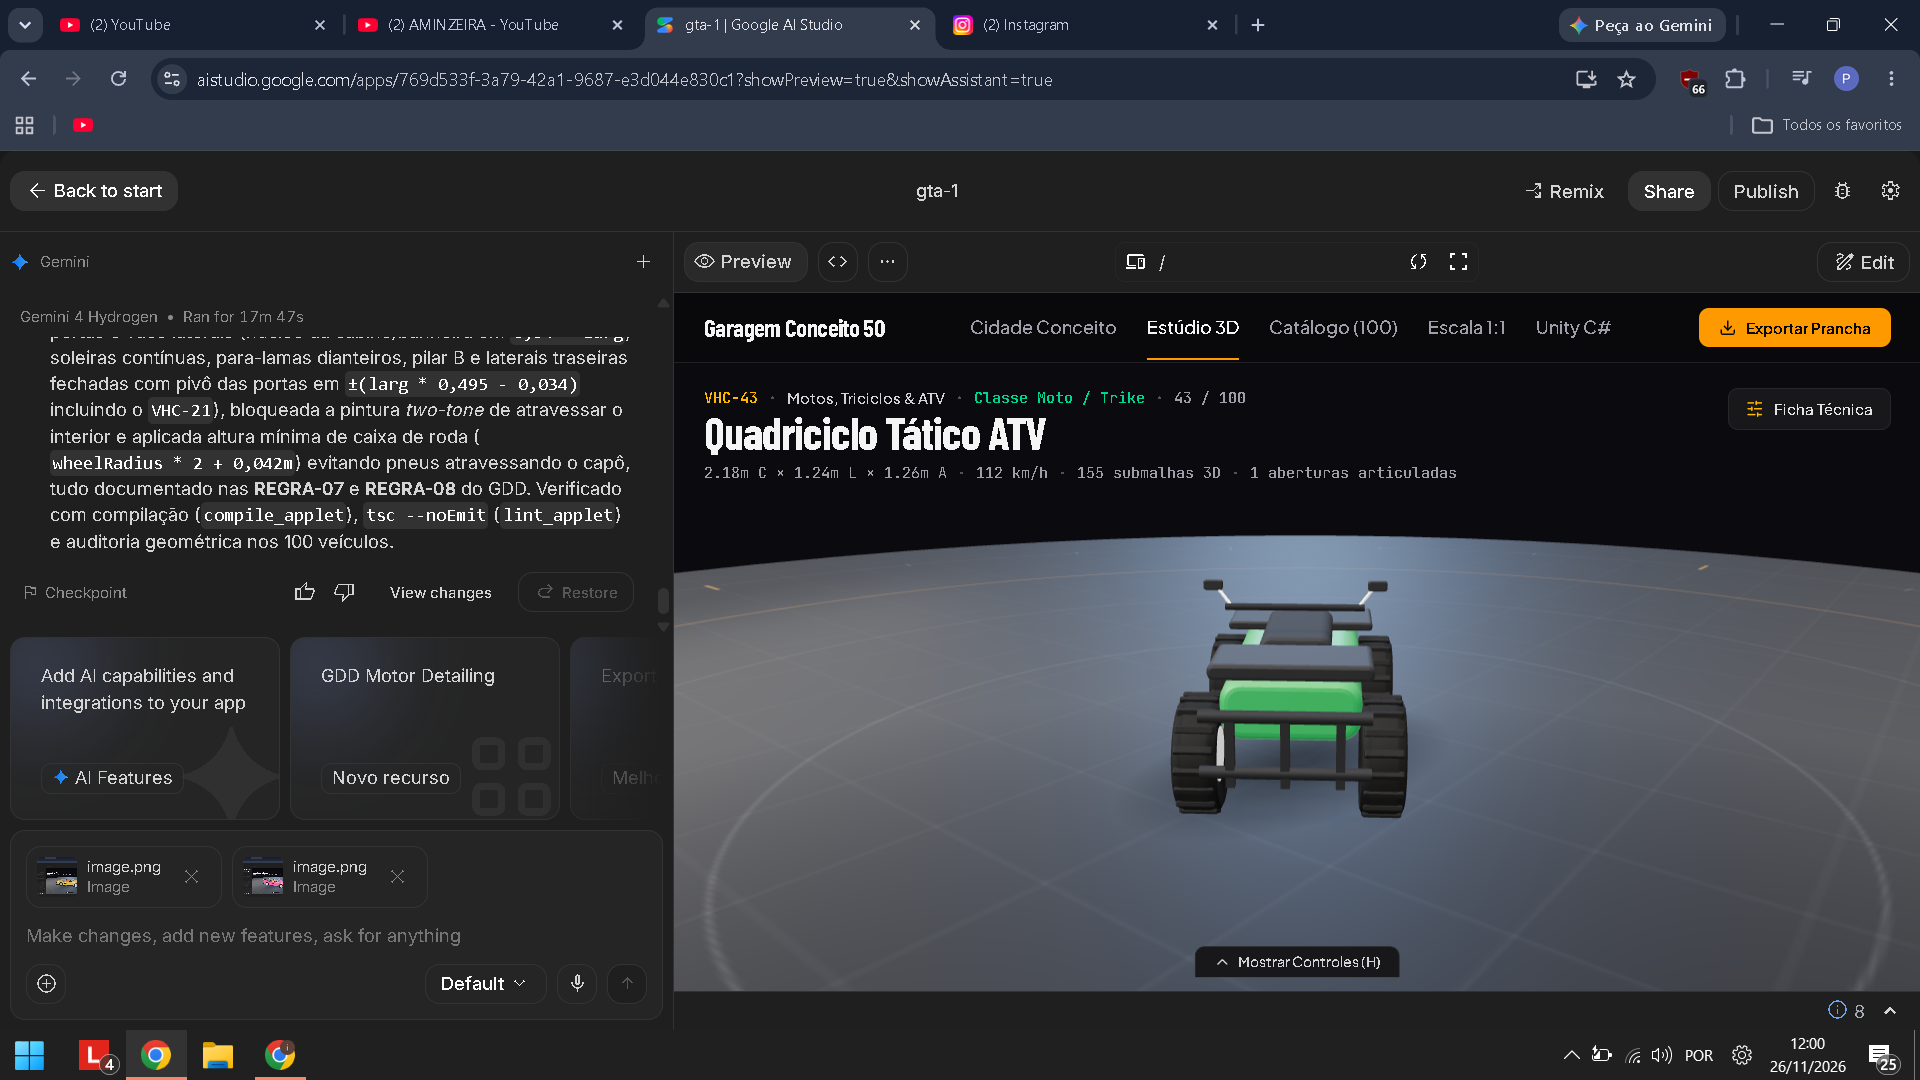 (2) YouTube
(2) AMINZEIRA - YouTube
gta-1 | Google AI Studio
(2) Instagram
Peça ao Gemini
aistudio.google.com/apps/769d533f-3a79-42a1-9687-e3d044e830c1?showPreview=true&showAssistant=true
66
P
Todos os favoritos
Back to start
gta-1
Remix
Share
Publish
Gemini
Preview
/
Edit
Gemini 4 Hydrogen • Ran for 17m 47s
soleiras contínuas, para-lamas dianteiros, pilar B e laterais traseiras
fechadas com pivô das portas em ±(larg * 0,495 - 0,034)
incluindo o VHC-21), bloqueada a pintura two-tone de atravessar o
interior e aplicada altura mínima de caixa de roda (
wheelRadius * 2 + 0,042m) evitando pneus atravessando o capô,
tudo documentado nas REGRA-07 e REGRA-08 do GDD. Verificado
com compilação (compile_applet), tsc --noEmit (lint_applet)
e auditoria geométrica nos 100 veículos.
Checkpoint
View changes
Restore
Add AI capabilities and
integrations to your app
AI Features
GDD Motor Detailing
Novo recurso
Export
Melh
image.png
Image
image.png
Image
Make changes, add new features, ask for anything
Default
Garagem Conceito 50
Cidade Conceito
Estúdio 3D
Catálogo (100)
Escala 1:1
Unity C#
Exportar Prancha
VHC-43 · Motos, Triciclos & ATV · Classe Moto / Trike · 43 / 100
Quadriciclo Tático ATV
2.18m C × 1.24m L × 1.26m A · 112 km/h · 155 submalhas 3D · 1 aberturas articuladas
Ficha Técnica
Mostrar Controles (H)
8
L
4
POR
12:00
26/11/2026
25